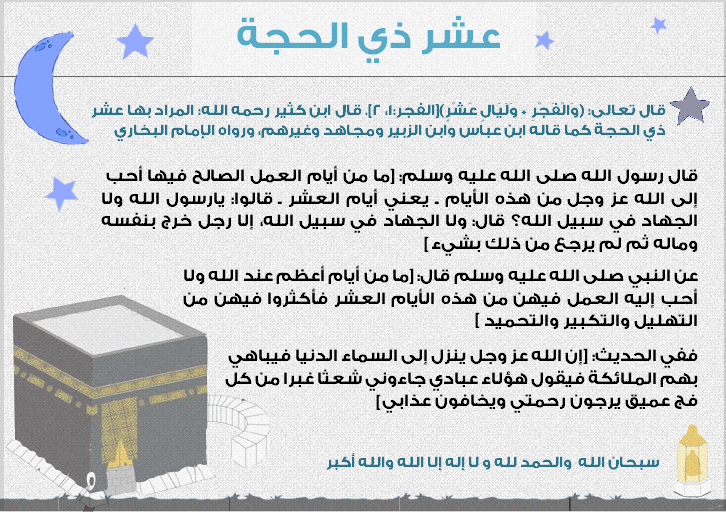 عشر ذي الحجة
قال تعالى: (وَالْفَجْرِ * وَلَيَالٍ عَشْرٍ)[الفجر:١، ٢]. قال ابن كثير رحمه الله: المراد بها عشر
ذي الحجة كما قاله ابن عباس وابن الزبير ومجاهد وغيرهم، ورواه الإمام البخاري
قال رسول الله صلى الله عليه وسلم: [ما من أيام العمل الصالح فيها أحب
إلى الله عز وجل من هذه الأيام ـ يعني أيام العشر ـ قالوا: يارسول الله ولا
الجهاد في سبيل الله؟ قال: ولا الجهاد في سبيل الله، إلا رجل خرج بنفسه
وماله ثم لم يرجع من ذلك بشيء]
عن النبي صلى الله عليه وسلم قال: [ما من أيام أعظم عند الله ولا
أحب إليه العمل فيهن من هذه الأيام العشر فأكثروا فيهن من
التهليل والتكبير والتحميد ]
ففي الحديث: [إن الله عز وجل ينزل إلى السماء الدنيا فيباهي
بهم الملائكة فيقول هؤلاء عبادي جاءوني شعثا غبرا من كل
فج عميق يرجون رحمتي ويخافون عذابي]
سبحان الله والحمد لله و لا إله إلا الله والله أكبر